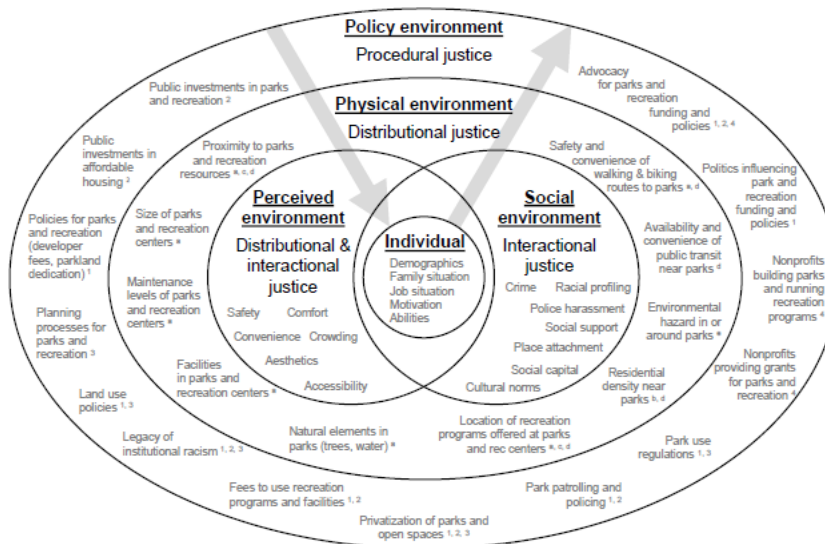 Policy environment
Procedural justice
Public investments in parks
and recreation ²
Advocacy
for parks and
recreation
funding and
policies ¹, ², ⁴
Physical environment
Distributional justice
Public
investments in
affordable
housing ²
Proximity to parks
and recreation
resources ᵃ, ᶜ, ᵈ
Safety and
convenience of
walking & biking
routes to parks ᵃ, ᵈ
Politics influencing
park and
recreation
funding and
policies ¹
Perceived
environment
Distributional &
interactional
justice
Safety
Comfort
Convenience
Crowding
Aesthetics
Accessibility
Individual
Demographics
Family situation
Job situation
Motivation
Abilities
Social
environment
Interactional
justice
Crime
Racial profiling
Police harassment
Social support
Place attachment
Social capital
Cultural norms
Policies for parks
and recreation
(developer
fees, parkland
dedication) ¹
Size of parks
and recreation
centers ᵃ
Availability and
convenience of
public transit
near parks ᵈ
Nonprofits
building parks
and running
recreation
programs ⁴
Maintenance
levels of parks
and recreation
centers ᵃ
Environmental
hazard in or
around parks ᵃ
Planning
processes for
parks and
recreation ³
Facilities
in parks and
recreation centers ᵃ
Residential
density near
parks ᵇ, ᵈ
Nonprofits
providing grants
for parks and
recreation ⁴
Land use
policies ¹, ³
Natural elements in
parks (trees, water) ᵃ
Location of recreation
programs offered at parks
and rec centers ᵃ, ᶜ, ᵈ
Legacy of
institutional racism ¹, ², ³
Park use
regulations ¹, ³
Fees to use recreation
programs and facilities ¹, ²
Park patrolling and
policing ¹, ²
Privatization of parks and
open spaces ¹, ², ³